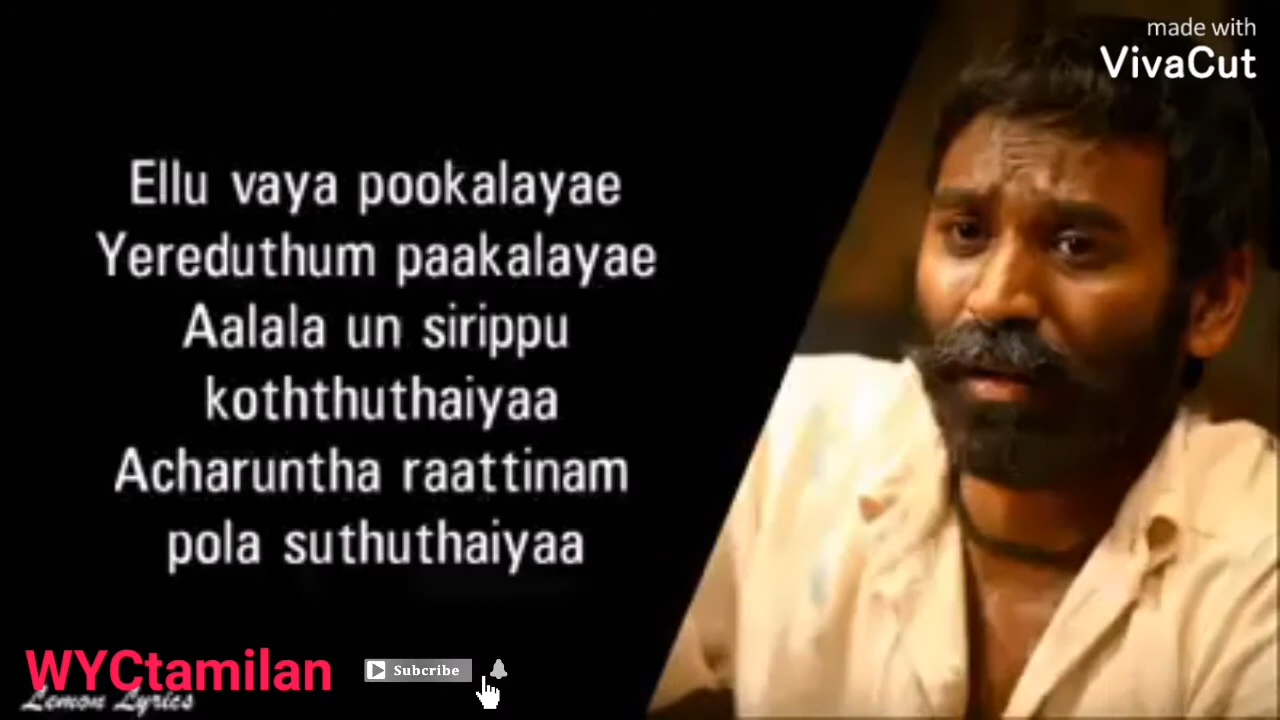 made with
VivaCut
Ellu vaya pookalayae
Yereduthum paakalayae
Aalala un sirippu
koththuthaiyaa
Acharuntha raattinam
pola suthuthaiyaa
WYCtamilan
Subcribe
Lemon Lyrics